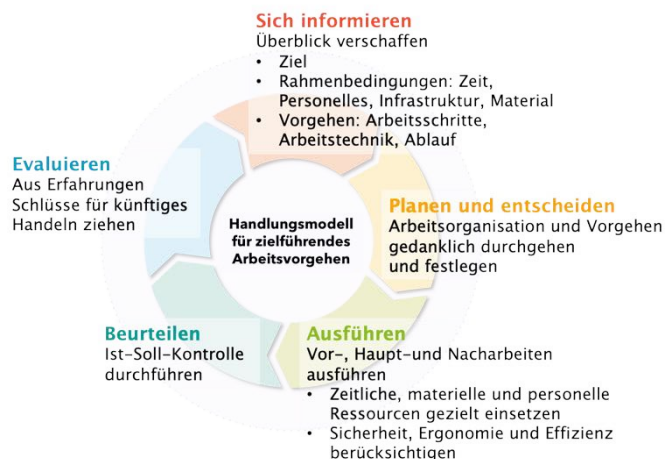 Sich informieren
Überblick verschaffen
• Ziel
• Rahmenbedingungen: Zeit,
Personelles, Infrastruktur, Material
• Vorgehen: Arbeitsschritte,
Arbeitstechnik, Ablauf
Planen und entscheiden
Arbeitsorganisation und Vorgehen
gedanklich durchgehen
und festlegen
Ausführen
Vor-, Haupt-und Nacharbeiten
ausführen
• Zeitliche, materielle und personelle
Ressourcen gezielt einsetzen
• Sicherheit, Ergonomie und Effizienz
berücksichtigen
Beurteilen
Ist-Soll-Kontrolle
durchführen
Evaluieren
Aus Erfahrungen
Schlüsse für künftiges
Handeln ziehen
Handlungsmodell
für zielführendes
Arbeitsvorgehen